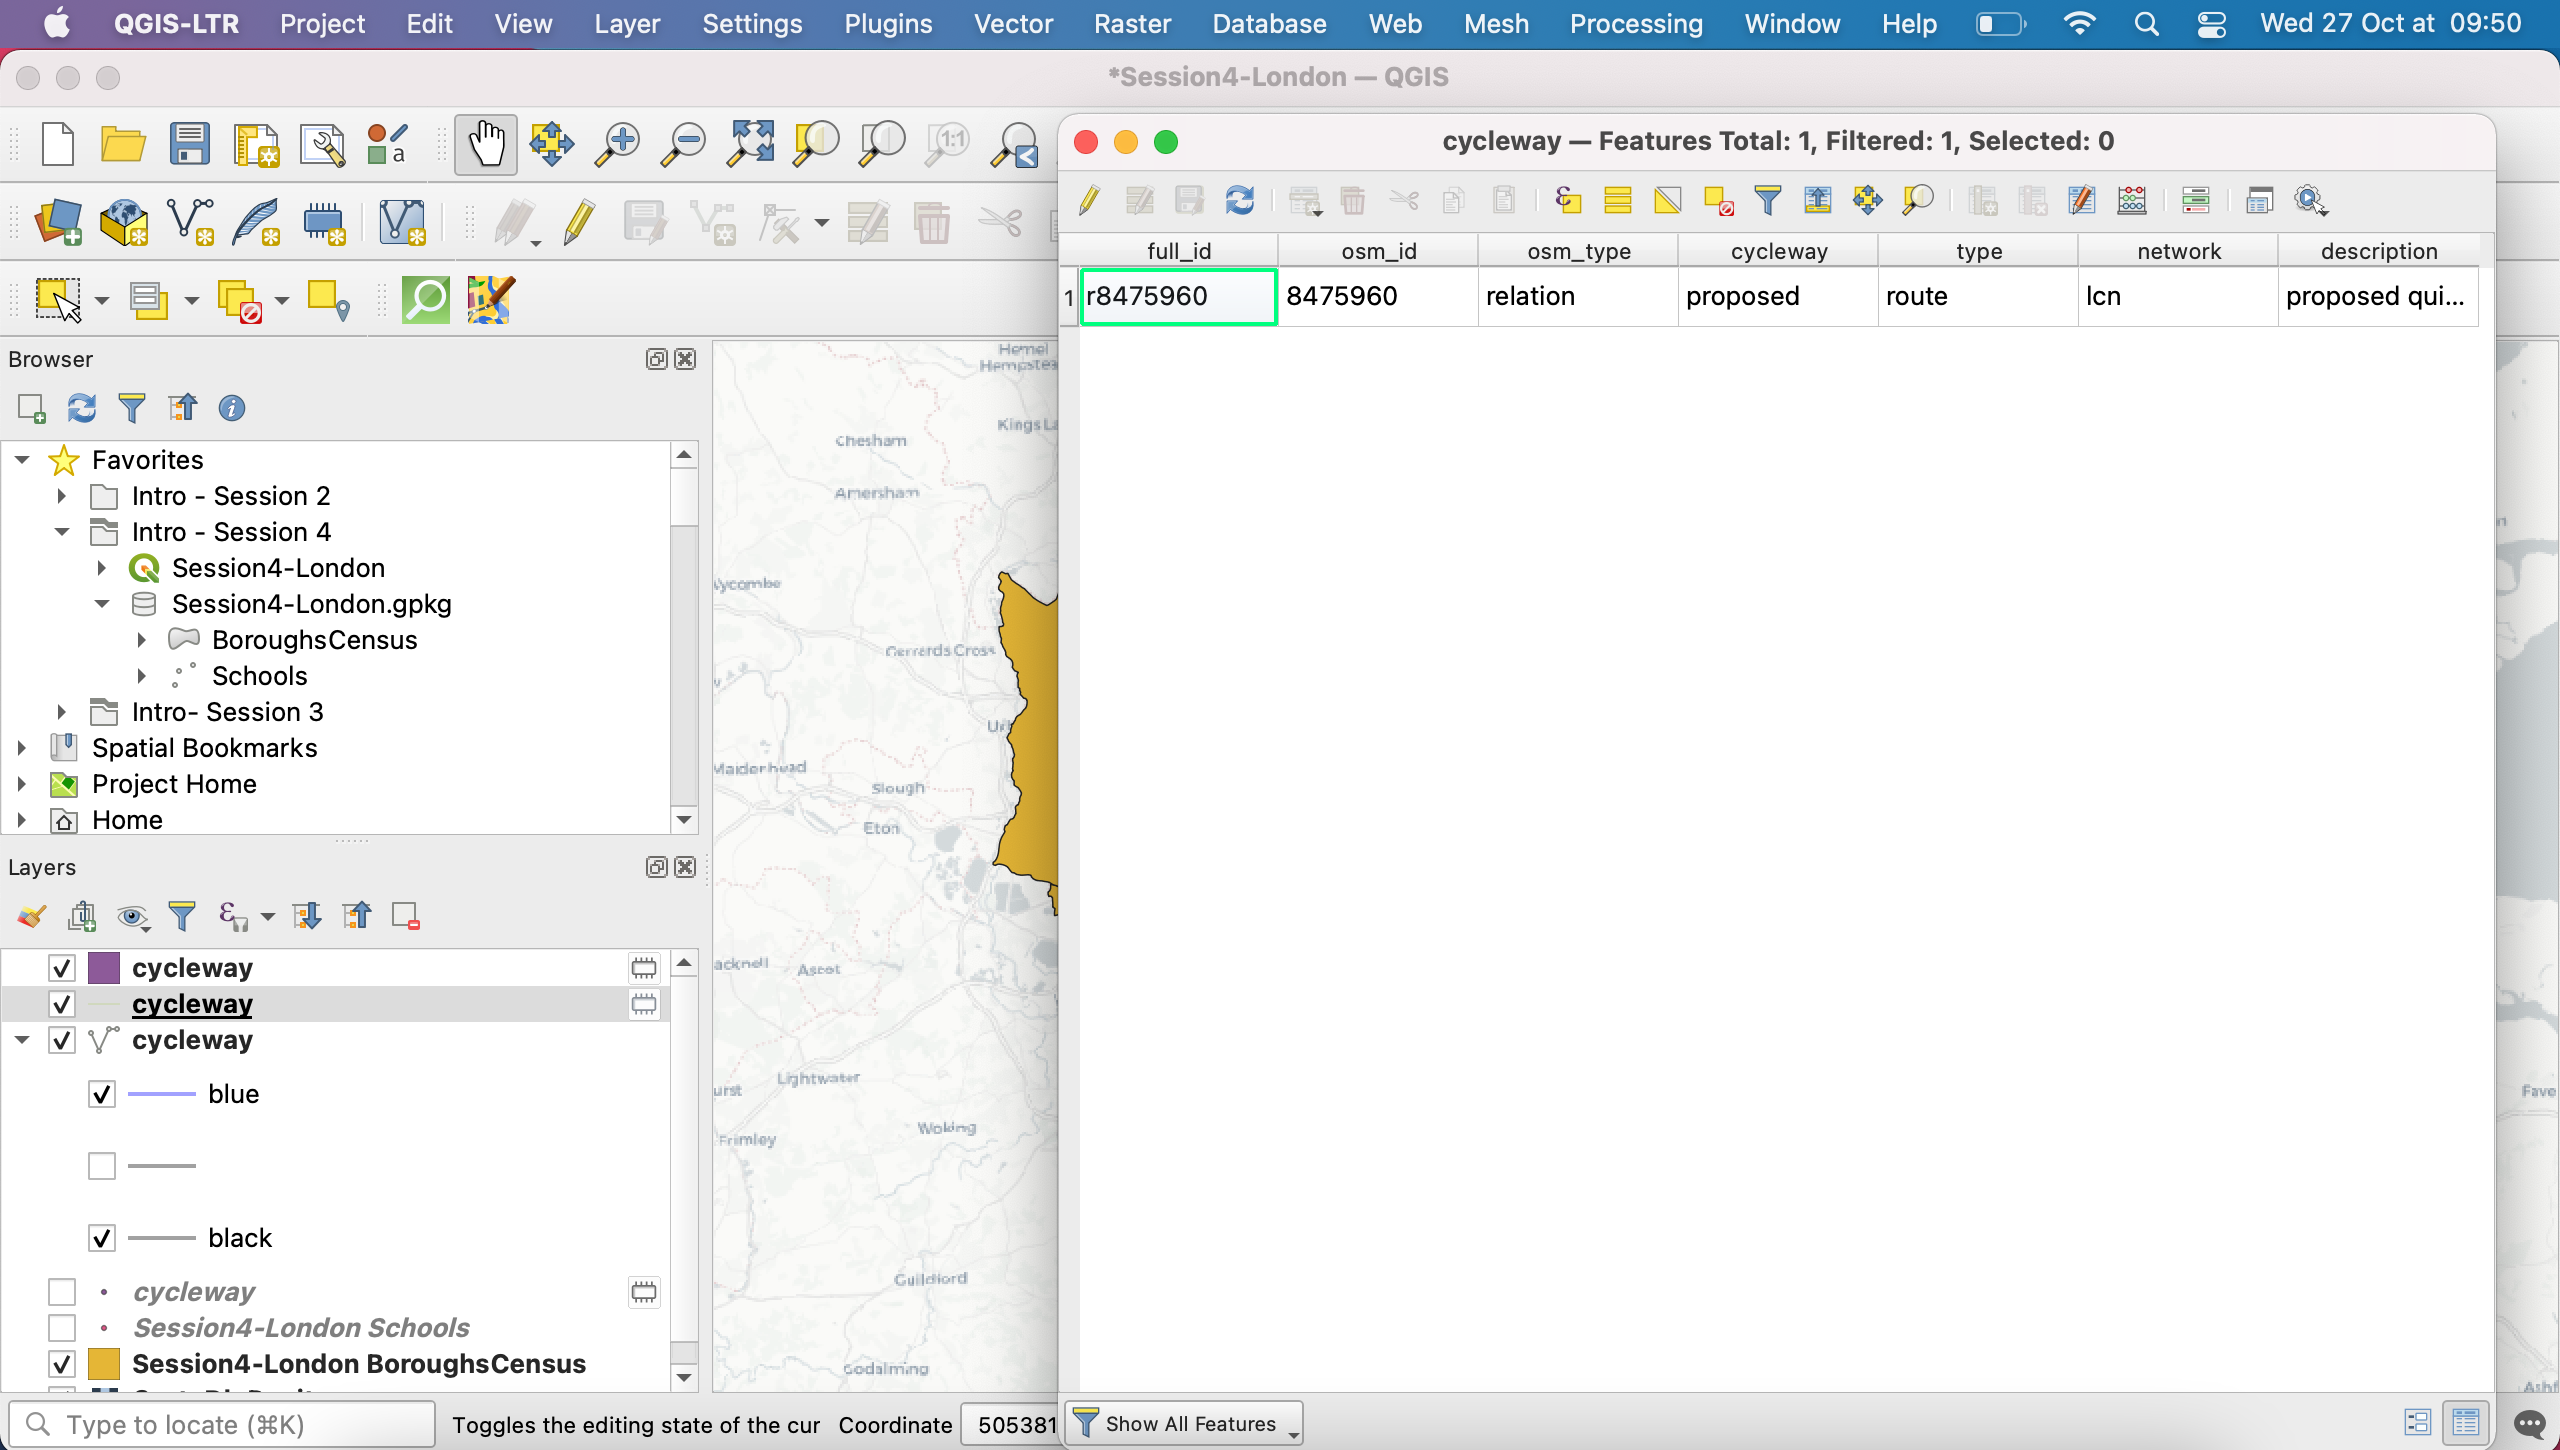 QGIS-LTR Project Edit View Layer Settings Plugins Vector Raster Database Web Mesh Processing Window Help Wed 27 Oct at 09:50
*Session4-London — QGIS
cycleway — Features Total: 1, Filtered: 1, Selected: 0
full_id osm_id osm_type cycleway type network description
1 r8475960 8475960 relation proposed route lcn proposed qui...
Browser
Favorites
Intro - Session 2
Intro - Session 4
Session4-London
Session4-London.gpkg
BoroughsCensus
Schools
Intro- Session 3
Spatial Bookmarks
Project Home
Home
Layers
cycleway
cycleway
cycleway
blue
black
cycleway
Session4-London Schools
Session4-London BoroughsCensus
Hemel
Hempstea
Kings La
Chesham
Amersham
Wycombe
Gerrards Cross
Maidenhead
Slough
Eton
acknell
Ascot
Lightwater
urst
Woking
Frimley
Guildford
Godalming
Fave
Ashf
Type to locate (⌘K) Toggles the editing state of the cur Coordinate 505381
Show All Features